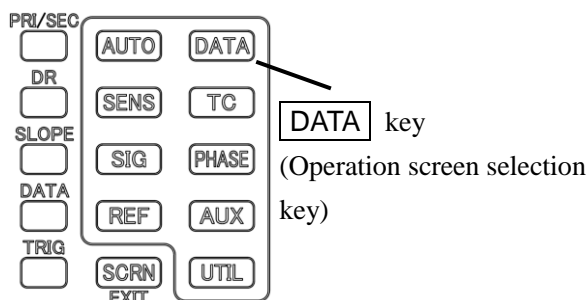 PRI/SEC
AUTO DATA
DR
SENS TC
SLOPE
SIG PHASE
DATA
REF AUX
TRIG
SCRN UTIL
EXIT
DATA key
(Operation screen selection
key)